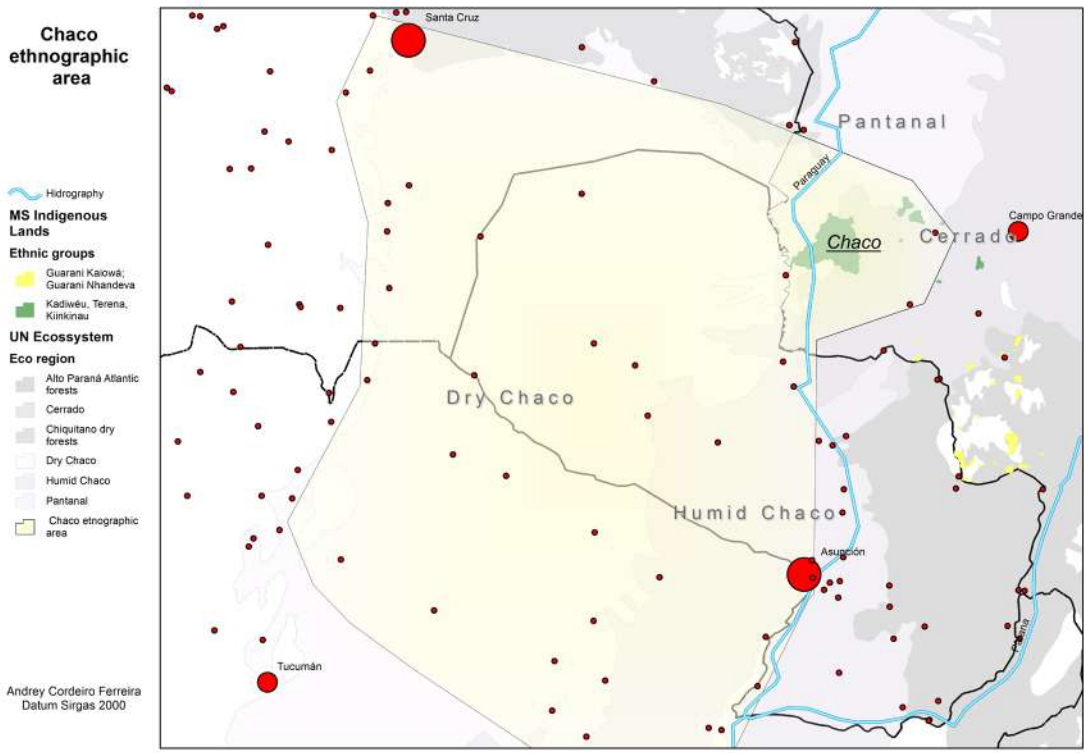 Chaco
ethnographic
area
Hidrography
MS Indigenous
Lands
Ethnic groups
Guarani Kaiowá;
Guarani Nhandeva
Kadiwéu, Terena,
Kiinkinau
UN Ecossystem
Eco region
Alto Paraná Atlantic
forests
Cerrado
Chiquitano dry
forests
Dry Chaco
Humid Chaco
Pantanal
Chaco etnographic
area
Andrey Cordeiro Ferreira
Datum Sirgas 2000
Santa Cruz
Pantanal
Paraguay
Campo Grande
Cerrado
Chaco
Dry Chaco
Humid Chaco
Asunción
Parana
Tucumán